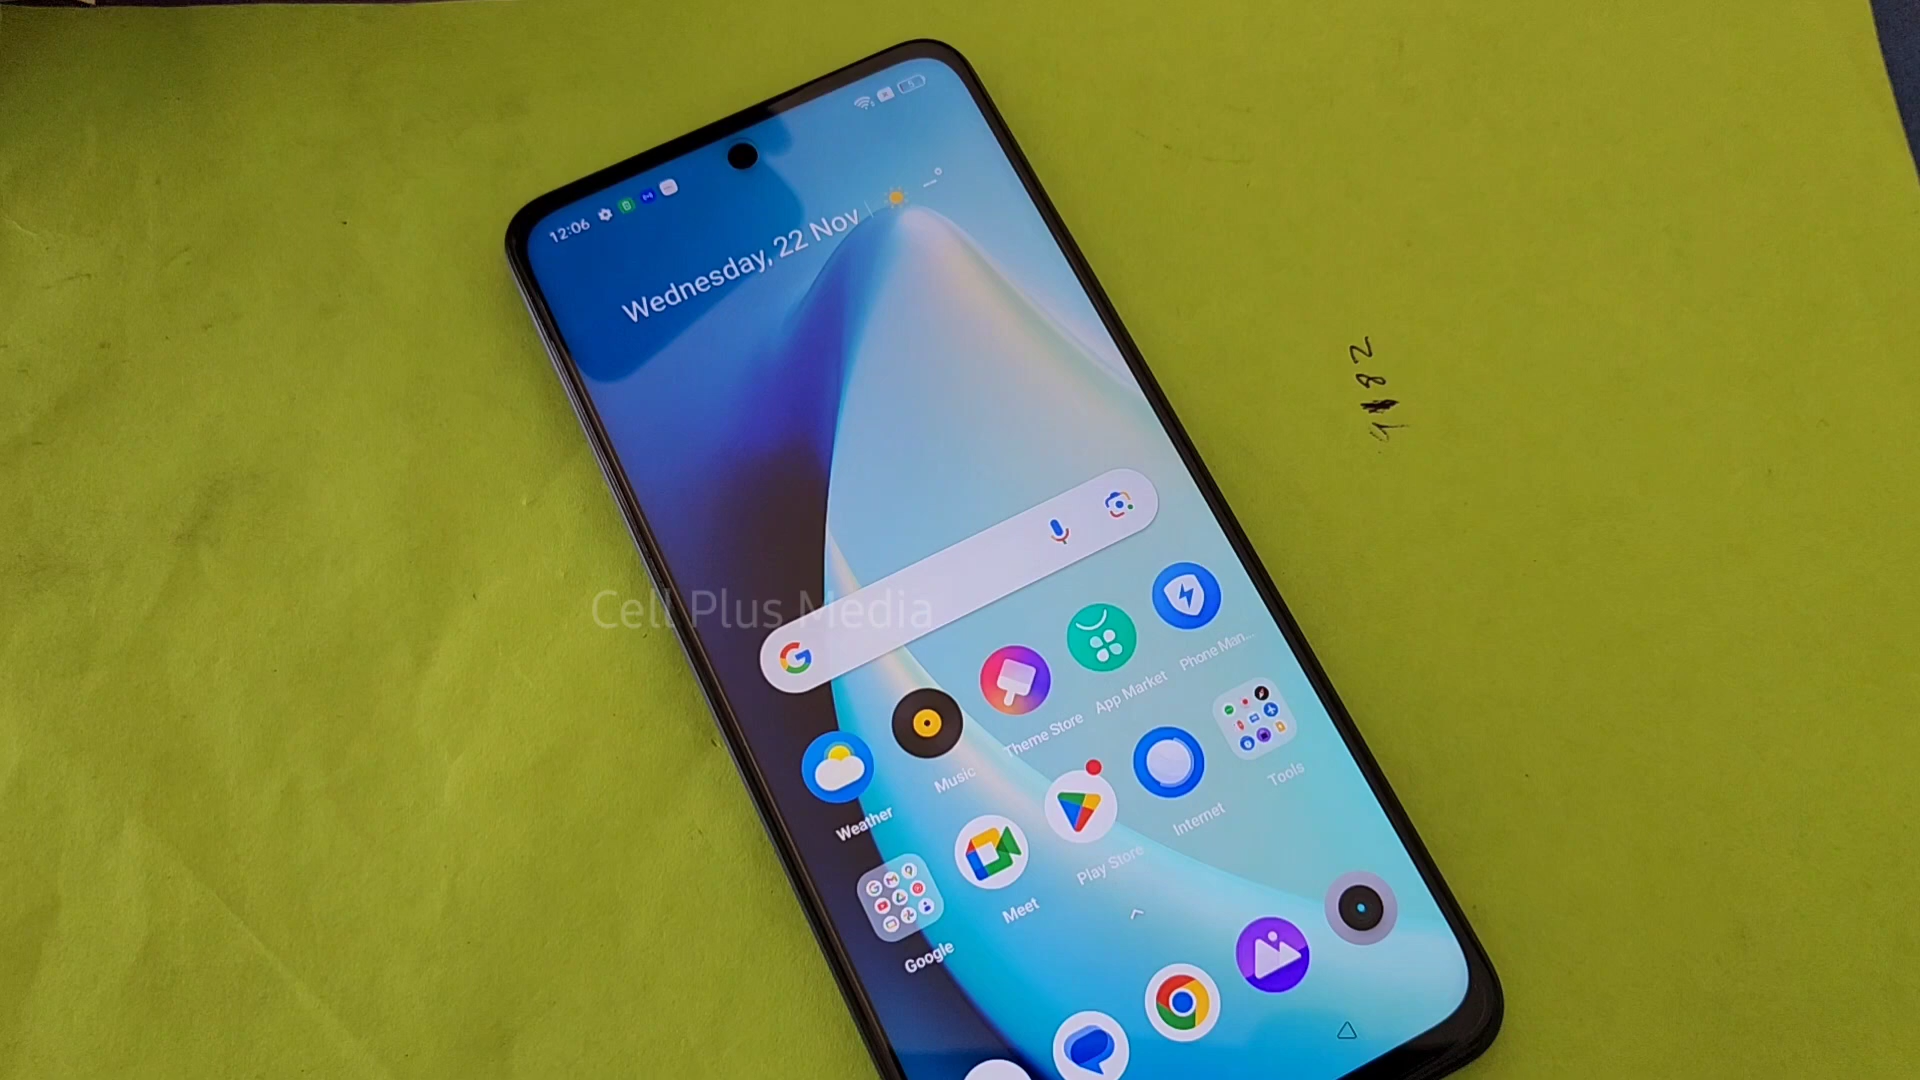 12:06
Wednesday, 22 Nov
Cell Plus Media
Phone Man...
App Market
Theme Store
Music
Weather
Tools
Internet
Play Store
Meet
Google